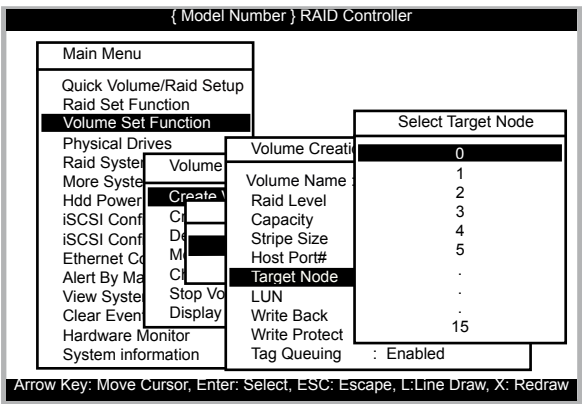 { Model Number } RAID Controller
Main Menu
Quick Volume/Raid Setup
Raid Set Function
Volume Set Function
Physical Drives
Raid System
More Syste
Hdd Power
iSCSI Conf
iSCSI Conf
Ethernet Co
Alert By Ma
View Syste
Clear Even
Hardware Monitor
System information
Volume
Create V
Cr
De
M
Ch
Stop Vo
Display
Volume Creati
Volume Name :
Raid Level
Capacity
Stripe Size
Host Port#
Target Node
LUN
Write Back
Write Protect
Tag Queuing : Enabled
Select Target Node
0
1
2
3
4
5
.
.
.
15
Arrow Key: Move Cursor, Enter: Select, ESC: Escape, L:Line Draw, X: Redraw